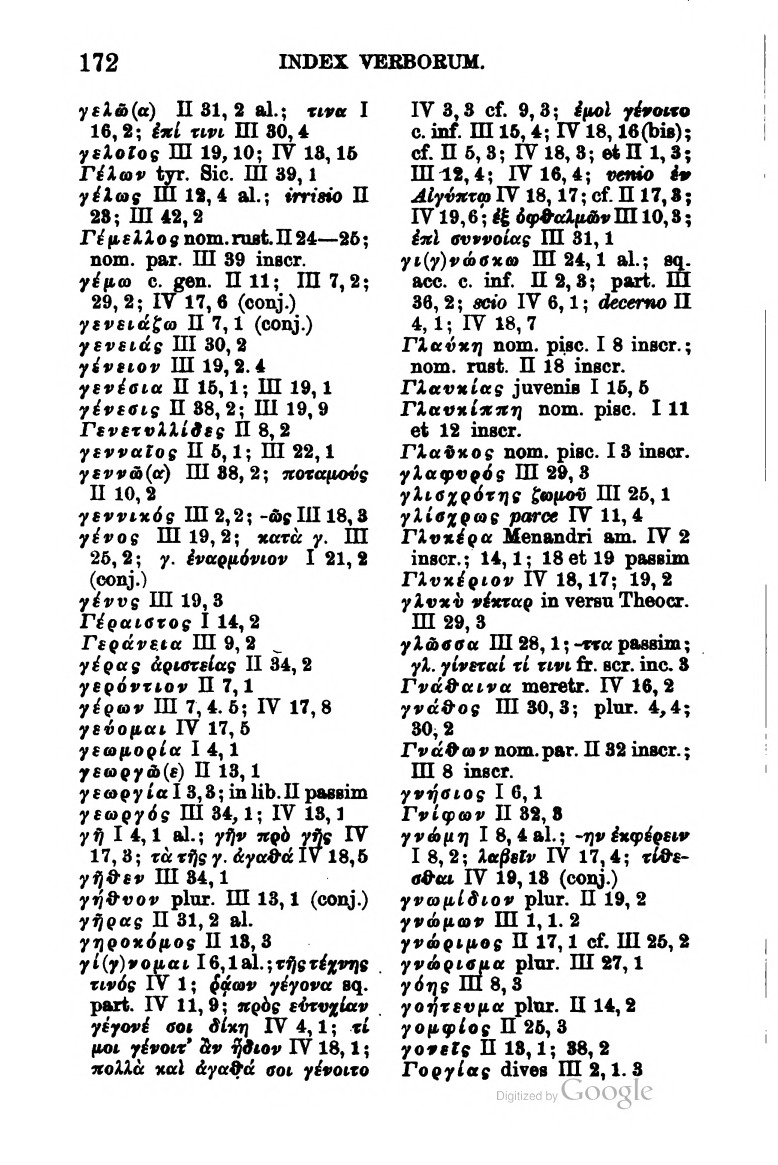 172
INDEX VERBORUM.
γελῶ(α) II 31, 2 al.; τινα I
16, 2; ἐπί τινι III 30, 4
γελοῖος III 19, 10; IV 13, 15
Γέλων tyr. Sic. III 39, 1
γέλως III 12, 4 al.; irrisio II
23; III 42, 2
Γέμελλος nom. rust. II 24—25;
nom. par. III 39 inscr.
γέμω c. gen. II 11; III 7, 2;
29, 2; IV 17, 6 (conj.)
γενειάζω II 7, 1 (conj.)
γενειάς III 30, 2
γένειον III 19, 2. 4
γενέσια II 15, 1; III 19, 1
γένεσις II 38, 2; III 19, 9
Γενετυλλίδες II 8, 2
γενναῖος II 5, 1; III 22, 1
γεννῶ(α) III 38, 2; ποταμούς
II 10, 2
γεννικός III 2, 2; -ῶς III 18, 3
γένος III 19, 2; κατὰ γ. III
25, 2; γ. ἐναρμόνιον I 21, 2
(conj.)
γένυς III 19, 3
Γέραιστος I 14, 2
Γεράνεια III 9, 2
γέρας ἀριστείας II 34, 2
γερόντιον II 7, 1
γέρων III 7, 4. 5; IV 17, 8
γεύομαι IV 17, 5
γεωμορία I 4, 1
γεωργῶ(ε) II 13, 1
γεωργία I 3, 3; in lib. II passim
γεωργός III 34, 1; IV 13, 1
γῆ I 4, 1 al.; γῆν πρὸ γῆς IV
17, 3; τὰ τῆς γ. ἀγαθά IV 18, 5
γῆθεν III 34, 1
γήθυον plur. III 13, 1 (conj.)
γῆρας II 31, 2 al.
γηροκόμος II 13, 3
γί(γ)νομαι I 6, 1 al.; τῆς τέχνης
τινός IV 1; ῥᾴων γέγονα sq.
part. IV 11, 9; πρὸς εὐτυχίαν
γέγονέ σοι δίκη IV 4, 1; τί
μοι γένοιτ' ἂν ἥδιον IV 18, 1;
πολλὰ καὶ ἀγαθά σοι γένοιτο
IV 3, 3 cf. 9, 3; ἐμοὶ γένοιτο
c. inf. III 15, 4; IV 18, 16 (bis);
cf. II 5, 3; IV 18, 3; et II 1, 3;
III 12, 4; IV 16, 4; venio ἐν
Αἰγύπτῳ IV 18, 17; cf. II 17, 3;
IV 19, 6; ἐξ ὀφθαλμῶν III 10, 3;
ἐπὶ συννοίας III 31, 1
γι(γ)νώσκω III 24, 1 al.; sq.
acc. c. inf. II 2, 3; part. III
36, 2; scio IV 6, 1; decerno II
4, 1; IV 18, 7
Γλαύκη nom. pisc. I 8 inscr.;
nom. rust. II 18 inscr.
Γλαυκίας juvenis I 15, 5
Γλαυκίππη nom. pisc. I 11
et 12 inscr.
Γλαῦκος nom. pisc. I 3 inscr.
γλαφυρός III 29, 3
γλισχρότης ζωμοῦ III 25, 1
γλίσχρως parce IV 11, 4
Γλυκέρα Menandri am. IV 2
inscr.; 14, 1; 18 et 19 passim
Γλυκέριον IV 18, 17; 19, 2
γλυκὺ νέκταρ in versu Theocr.
III 29, 3
γλῶσσα III 28, 1; -ττα passim;
γλ. γίνεταί τί τινι fr. scr. inc. 3
Γνάθαινα meretr. IV 16, 2
γνάθος III 30, 3; plur. 4, 4;
30, 2
Γνάθων nom. par. II 32 inscr.;
III 8 inscr.
γνήσιος I 6, 1
Γνίφων II 32, 3
γνώμη I 8, 4 al.; -ην ἐκφέρειν
I 8, 2; λαβεῖν IV 17, 4; τίθε-
σθαι IV 19, 13 (conj.)
γνωμίδιον plur. II 19, 2
γνώμων III 1, 1. 2
γνώριμος II 17, 1 cf. III 25, 2
γνώρισμα plur. III 27, 1
γόης III 8, 3
γοήτευμα plur. II 14, 2
γομφίος II 25, 3
γονεῖς II 13, 1; 38, 2
Γοργίας dives III 2, 1. 3
Digitized by Google